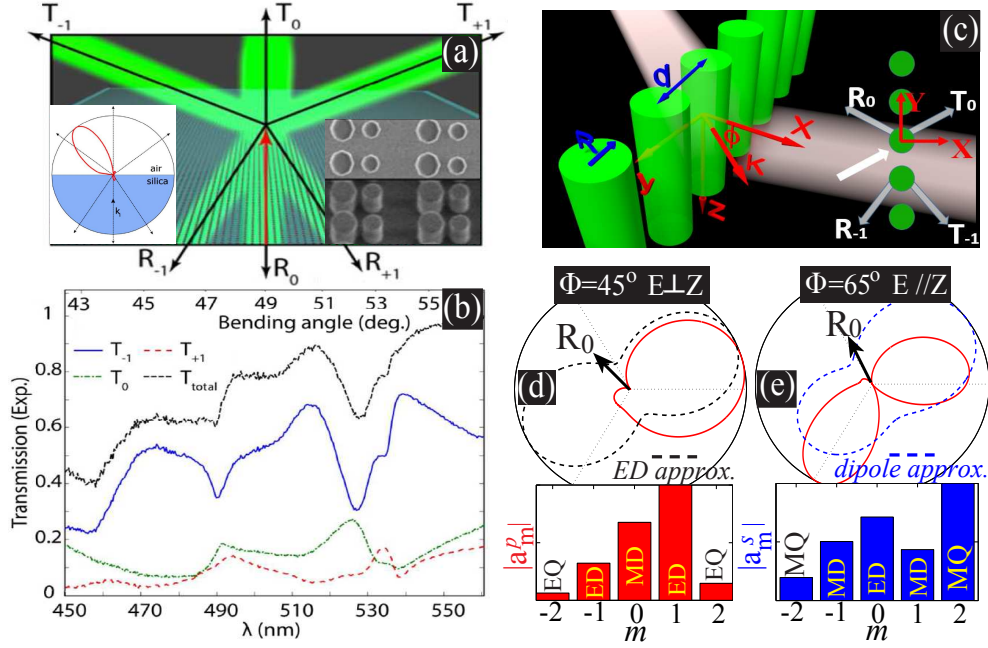 T-1
T0
T+1
(a)
air
silica
ki
R-1
R0
R+1
43 45 47 49 51 53 55
Bending angle (deg.)
(b)
T-1 T+1
T0 Ttotal
Transmission (Exp.)
1
0.8
0.6
0.4
0.2
0
450 470 490 510 530 550
λ (nm)
(c)
d
ϕ
X
k
y
z
R0 Y T0
X
R-1 T-1
Φ=45° E⊥Z
R0
(d)
ED approx.
|a^p_m|
EQ ED MD ED EQ
-2 -1 0 1 2
m
Φ=65° E //Z
R0
(e)
dipole approx.
|a^s_m|
MQ MD ED MD MQ
-2 -1 0 1 2
m